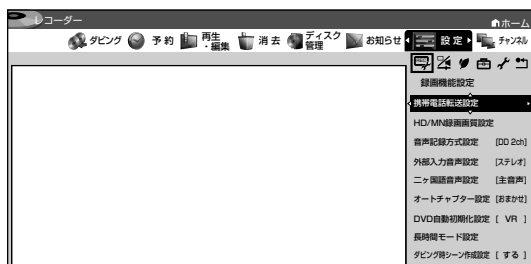 レコーダー
ホーム
ダビング 予約 再生・編集 消去 ディスク管理 お知らせ 設定 チャンネル
録画機能設定
携帯電話転送設定
HD/MN録画画質設定
音声記録方式設定 [DD 2ch]
外部入力音声設定 [ステレオ]
二ヶ国語音声設定 [主音声]
オートチャプター設定 [おまかせ]
DVD自動初期化設定 [ VR ]
長時間モード設定
ダビング時シーン作成設定 [ する ]